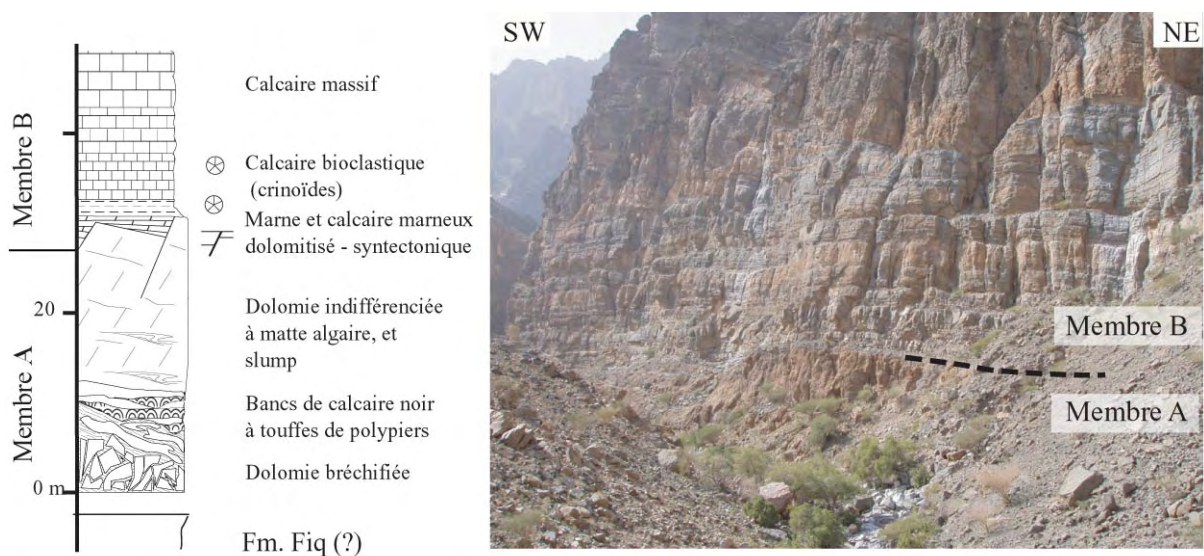 Membre B
Membre A
20
0 m
Calcaire massif
Calcaire bioclastique
(crinoïdes)
Marne et calcaire marneux
dolomitisé - syntectonique
Dolomie indifférenciée
à matte algaire, et
slump
Bancs de calcaire noir
à touffes de polypiers
Dolomie bréchifiée
Fm. Fiq (?)
SW
NE
Membre B
Membre A